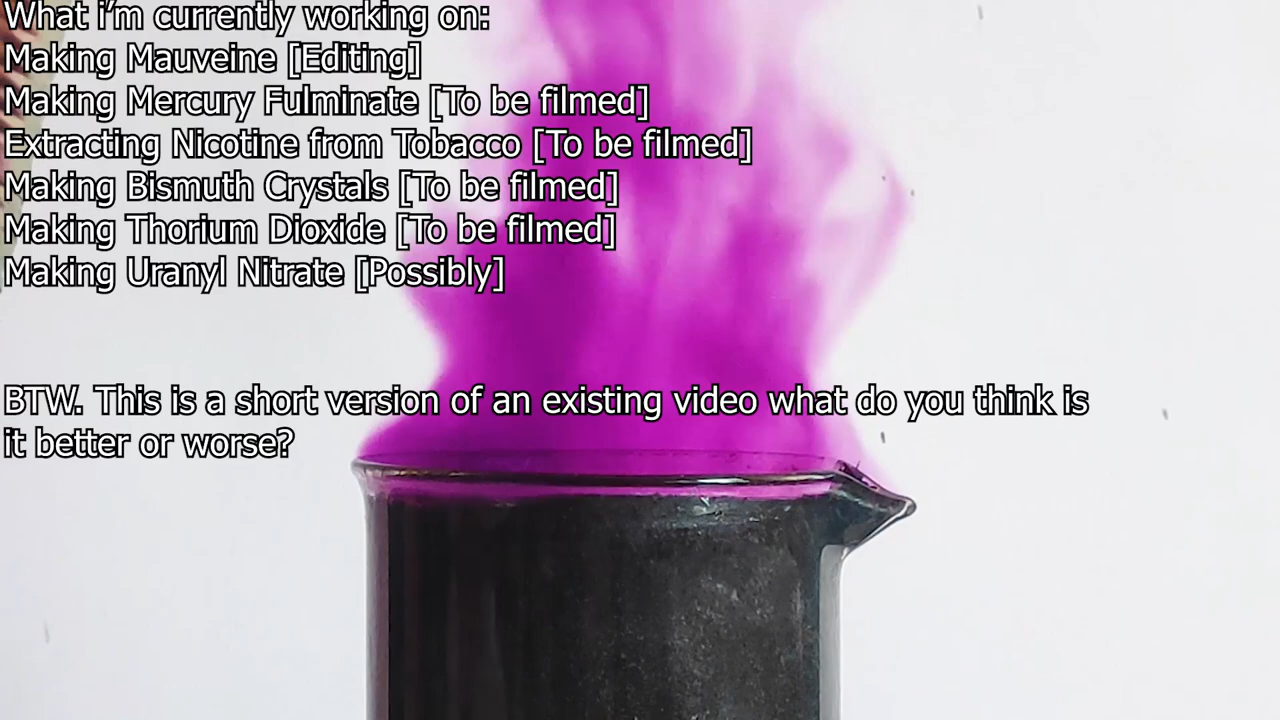 What i'm currently working on:
Making Mauveine [Editing]
Making Mercury Fulminate [To be filmed]
Extracting Nicotine from Tobacco [To be filmed]
Making Bismuth Crystals [To be filmed]
Making Thorium Dioxide [To be filmed]
Making Uranyl Nitrate [Possibly]
BTW. This is a short version of an existing video what do you think is
it better or worse?